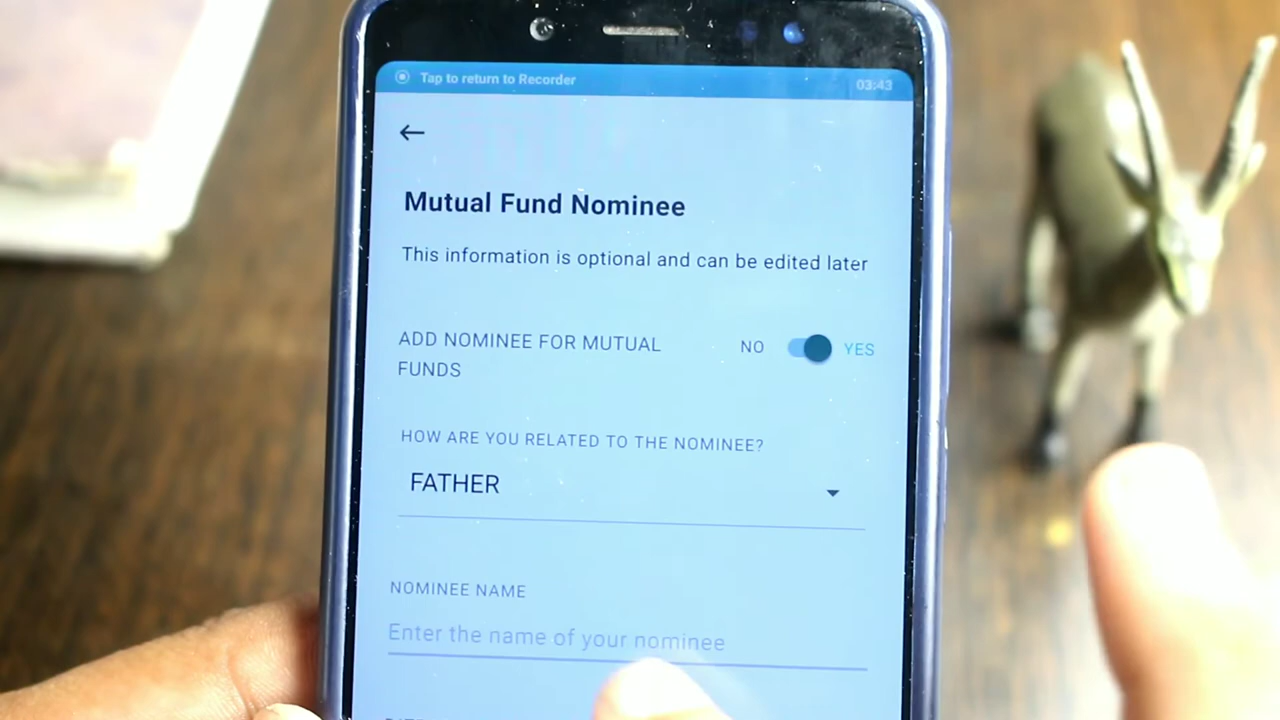 Tap to return to Recorder 03:43
Mutual Fund Nominee
This information is optional and can be edited later
ADD NOMINEE FOR MUTUAL FUNDS
NO YES
HOW ARE YOU RELATED TO THE NOMINEE?
FATHER
NOMINEE NAME
Enter the name of your nominee